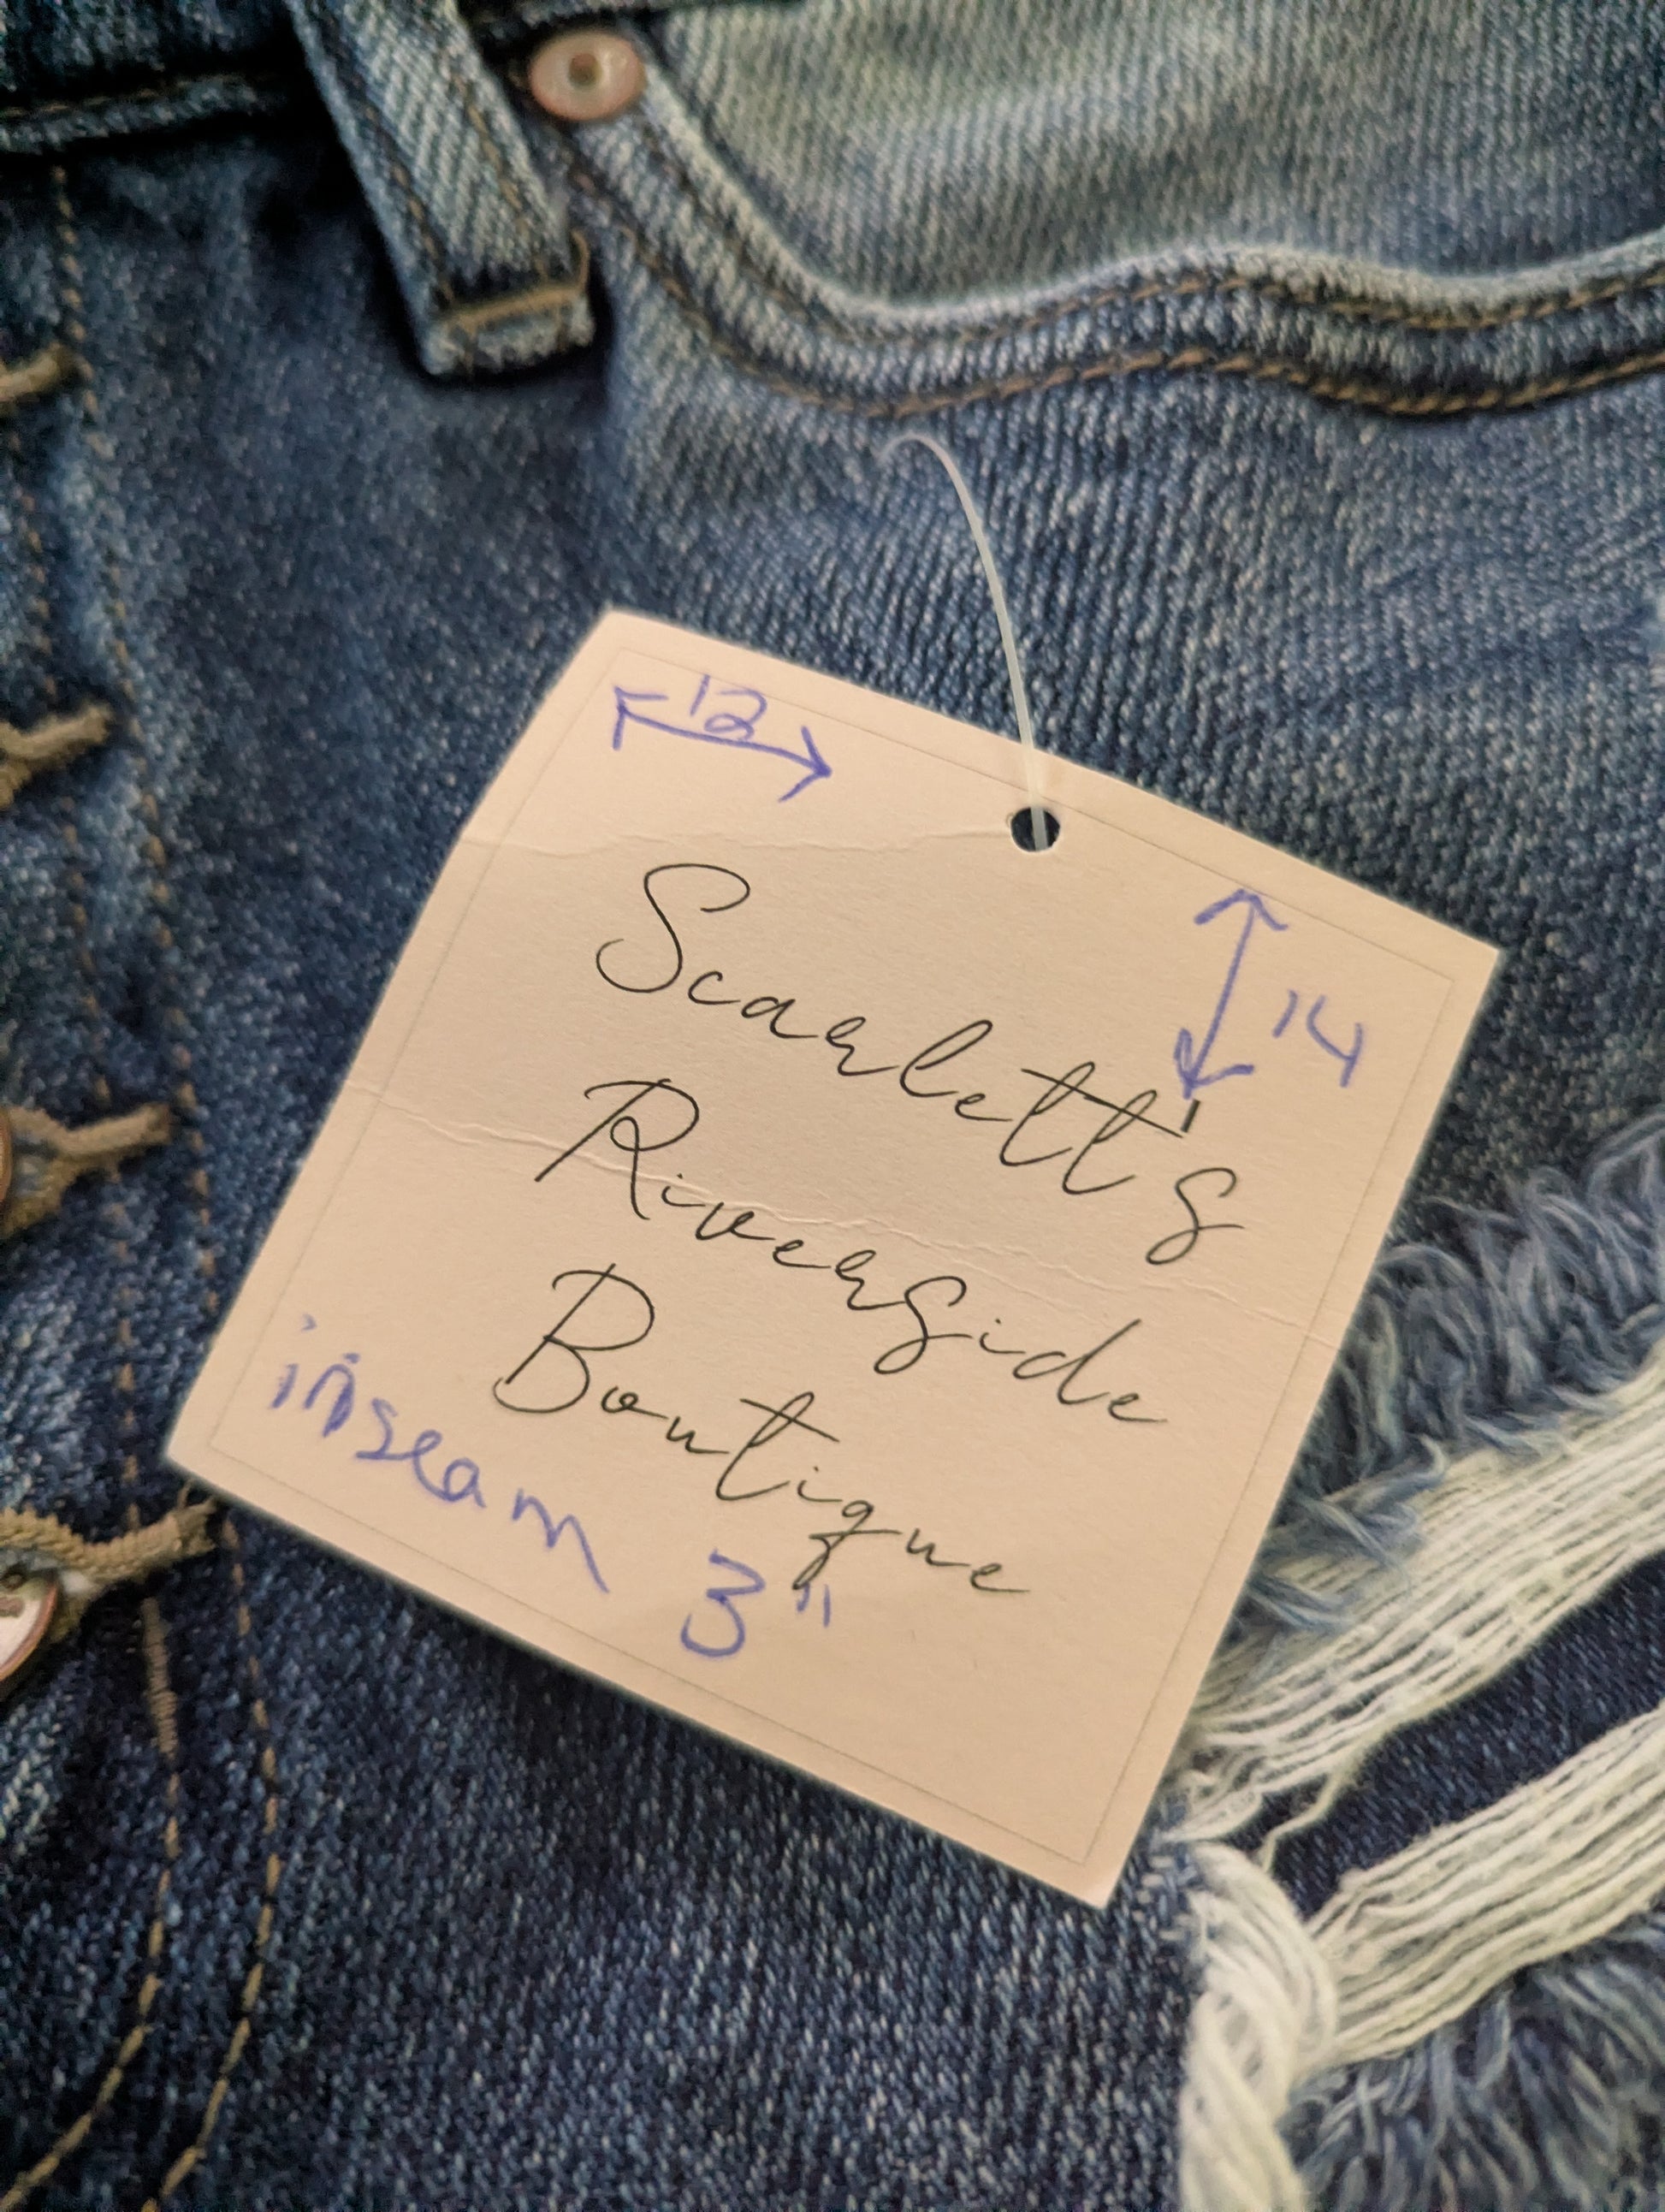 12
14
Scarlett's
Riverside
Boutique
inseam 3"